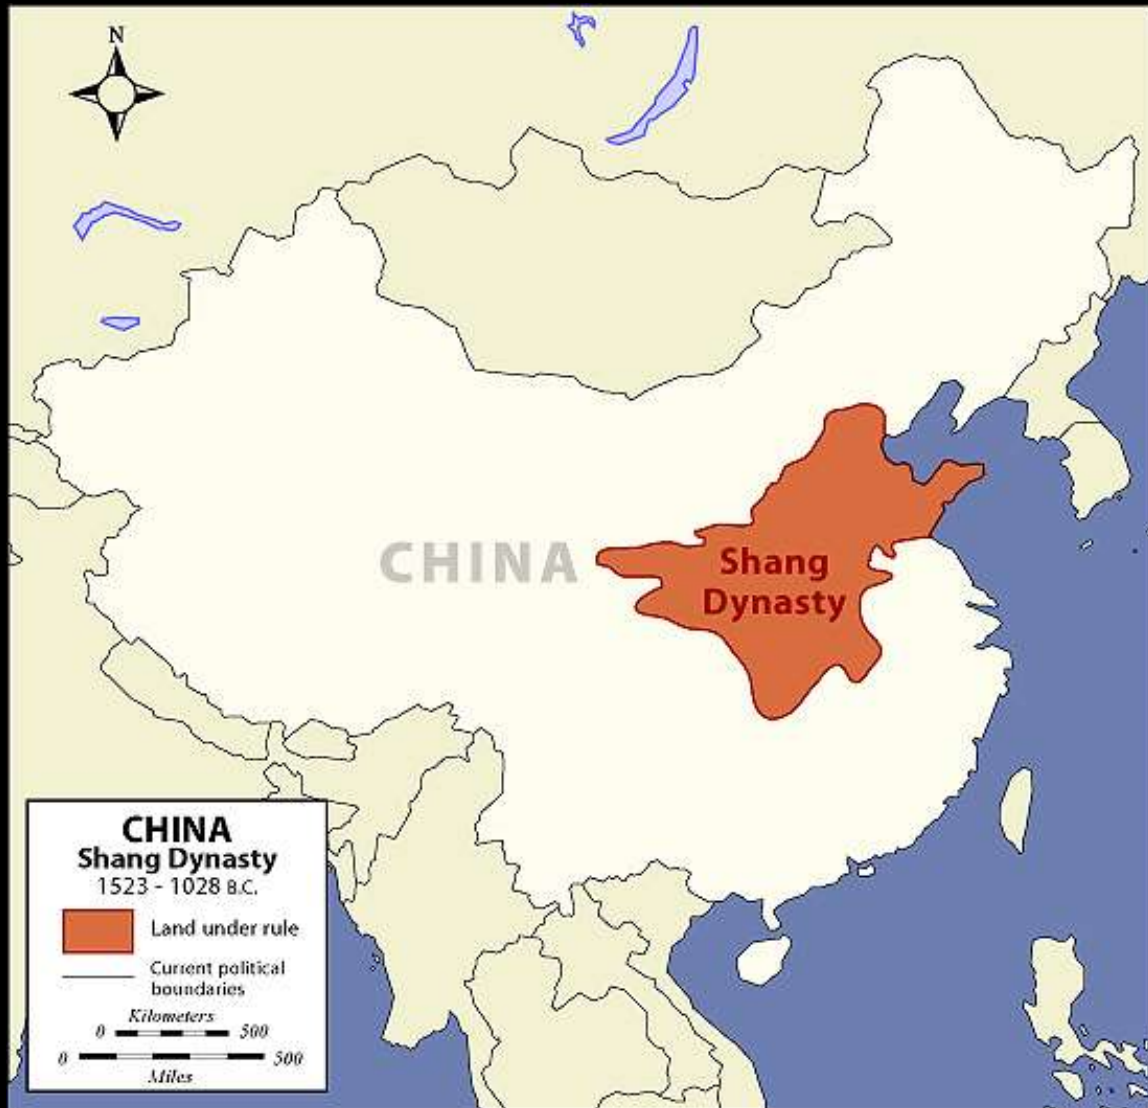 N
CHINA
Shang
Dynasty
CHINA
Shang Dynasty
1523 - 1028 B.C.
Land under rule
Current political
boundaries
Kilometers
0 500
0 500
Miles